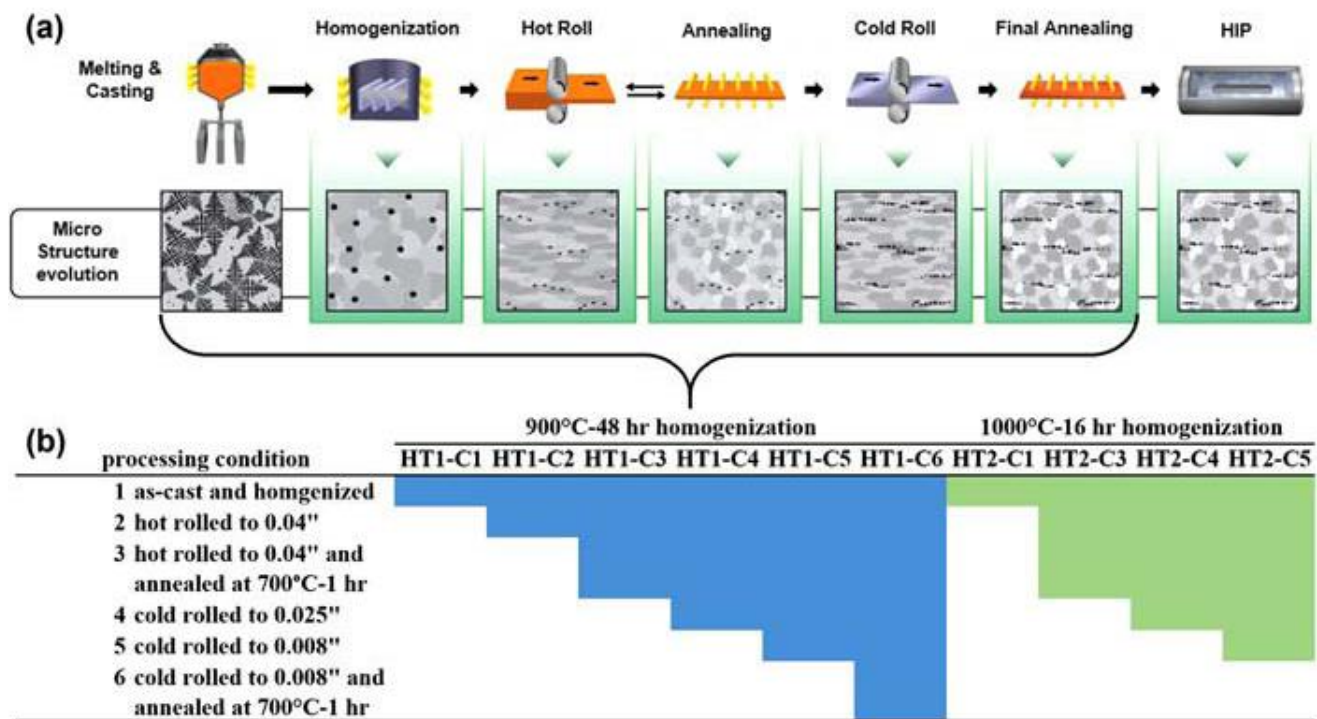 (a)
Melting &
Casting
Homogenization
Hot Roll
Annealing
Cold Roll
Final Annealing
HIP
Micro
Structure
evolution
(b)
900°C-48 hr homogenization
1000°C-16 hr homogenization
processing condition
HT1-C1 HT1-C2 HT1-C3 HT1-C4 HT1-C5 HT1-C6 HT2-C1 HT2-C3 HT2-C4 HT2-C5
1 as-cast and homgenized
2 hot rolled to 0.04"
3 hot rolled to 0.04" and
annealed at 700°C-1 hr
4 cold rolled to 0.025"
5 cold rolled to 0.008"
6 cold rolled to 0.008" and
annealed at 700°C-1 hr